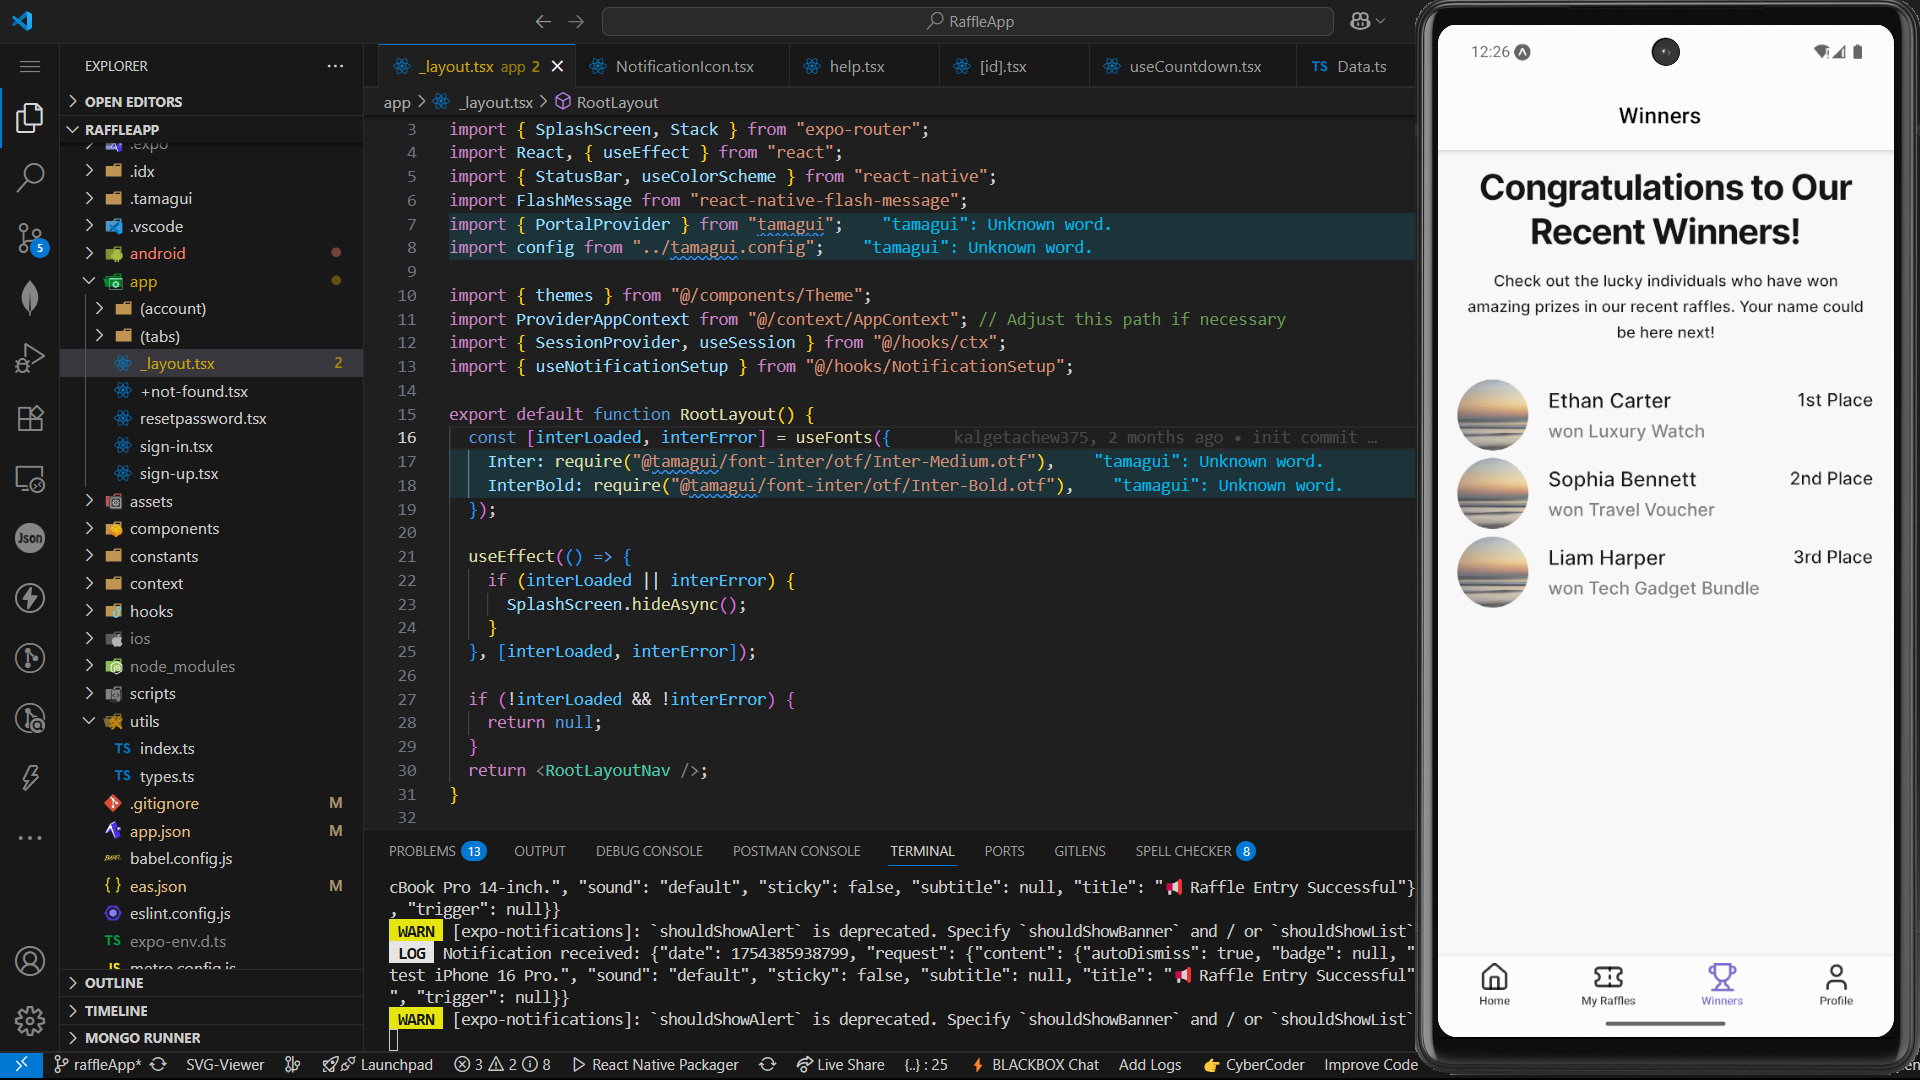 RaffleApp
EXPLORER
OPEN EDITORS
RAFFLEAPP
.expo
.idx
.tamagui
.vscode
android
app
(account)
(tabs)
_layout.tsx 2
+not-found.tsx
resetpassword.tsx
sign-in.tsx
sign-up.tsx
assets
components
constants
context
hooks
ios
node_modules
scripts
utils
TS index.ts
TS types.ts
.gitignore M
app.json M
babel.config.js
eas.json M
eslint.config.js
TS expo-env.d.ts
JS metro.config.js
OUTLINE
TIMELINE
MONGO RUNNER
5
Json
_layout.tsx app 2
NotificationIcon.tsx
help.tsx
[id].tsx
useCountdown.tsx
TS Data.ts
app > _layout.tsx > RootLayout
3 import { SplashScreen, Stack } from "expo-router";
4 import React, { useEffect } from "react";
5 import { StatusBar, useColorScheme } from "react-native";
6 import FlashMessage from "react-native-flash-message";
7 import { PortalProvider } from "tamagui"; "tamagui": Unknown word.
8 import config from "../tamagui.config"; "tamagui": Unknown word.
9
10 import { themes } from "@/components/Theme";
11 import ProviderAppContext from "@/context/AppContext"; // Adjust this path if necessary
12 import { SessionProvider, useSession } from "@/hooks/ctx";
13 import { useNotificationSetup } from "@/hooks/NotificationSetup";
14
15 export default function RootLayout() {
16 const [interLoaded, interError] = useFonts({ kalgetachew375, 2 months ago • init commit …
17 Inter: require("@tamagui/font-inter/otf/Inter-Medium.otf"), "tamagui": Unknown word.
18 InterBold: require("@tamagui/font-inter/otf/Inter-Bold.otf"), "tamagui": Unknown word.
19 });
20
21 useEffect(() => {
22 if (interLoaded || interError) {
23 SplashScreen.hideAsync();
24 }
25 }, [interLoaded, interError]);
26
27 if (!interLoaded && !interError) {
28 return null;
29 }
30 return <RootLayoutNav />;
31 }
32
PROBLEMS 13 OUTPUT DEBUG CONSOLE POSTMAN CONSOLE TERMINAL PORTS GITLENS SPELL CHECKER 8
cBook Pro 14-inch.", "sound": "default", "sticky": false, "subtitle": null, "title": "📢 Raffle Entry Successful"}
, "trigger": null}}
WARN [expo-notifications]: `shouldShowAlert` is deprecated. Specify `shouldShowBanner` and / or `shouldShowList`
LOG Notification received: {"date": 1754385938799, "request": {"content": {"autoDismiss": true, "badge": null, "
test iPhone 16 Pro.", "sound": "default", "sticky": false, "subtitle": null, "title": "📢 Raffle Entry Successful"
", "trigger": null}}
WARN [expo-notifications]: `shouldShowAlert` is deprecated. Specify `shouldShowBanner` and / or `shouldShowList`
raffleApp* SVG-Viewer Launchpad 3 2 8 React Native Packager Live Share {..} : 25 BLACKBOX Chat Add Logs 👉 CyberCoder Improve Code
12:26
Winners
Congratulations to Our
Recent Winners!
Check out the lucky individuals who have won
amazing prizes in our recent raffles. Your name could
be here next!
Ethan Carter 1st Place
won Luxury Watch
Sophia Bennett 2nd Place
won Travel Voucher
Liam Harper 3rd Place
won Tech Gadget Bundle
Home My Raffles Winners Profile